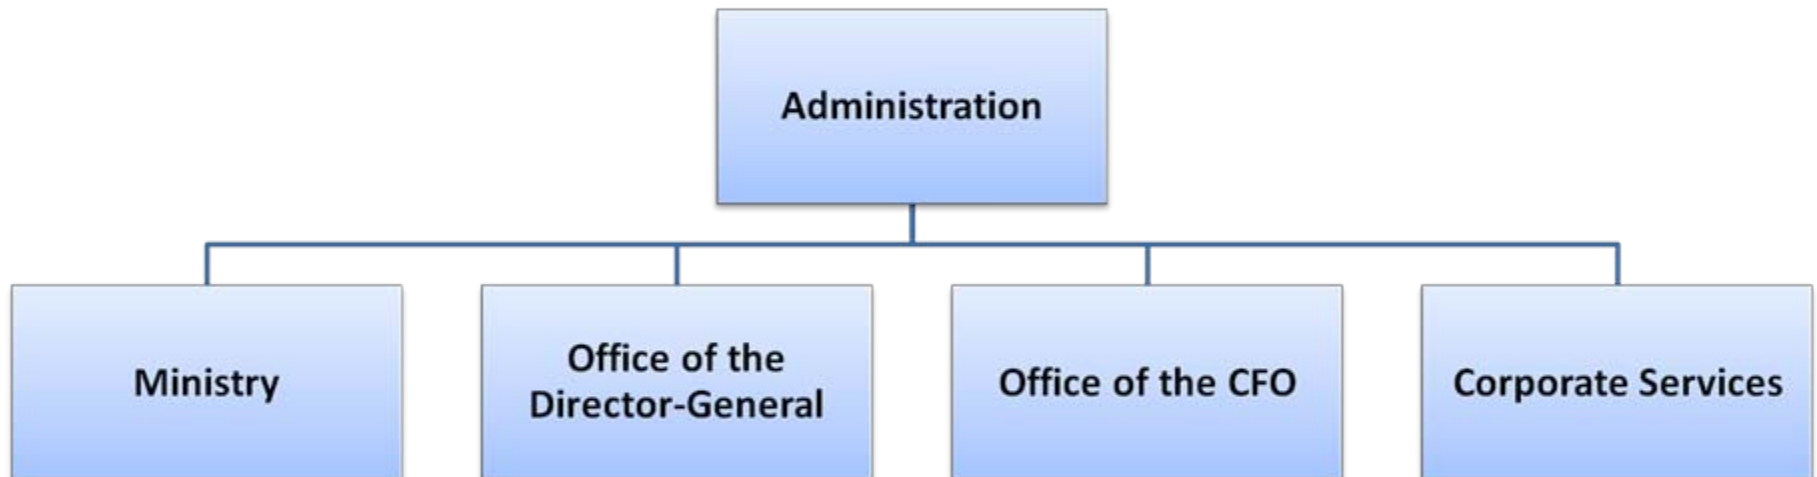 Administration
Ministry
Office of the
Director-General
Office of the CFO
Corporate Services